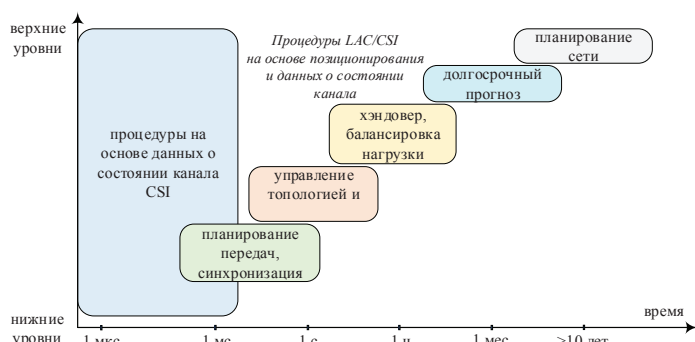 верхние
уровни
Процедуры LAC/CSI
на основе позиционирования
и данных о состоянии
канала
планирование
сети
долгосрочный
прогноз
хэндовер,
балансировка
нагрузки
процедуры на
основе данных о
состоянии канала
CSI
управление
топологией и
планирование
передач,
синхронизация
время
нижние
уровни
1 мкс 1 мс 1 с 1 ч 1 мес >10 лет